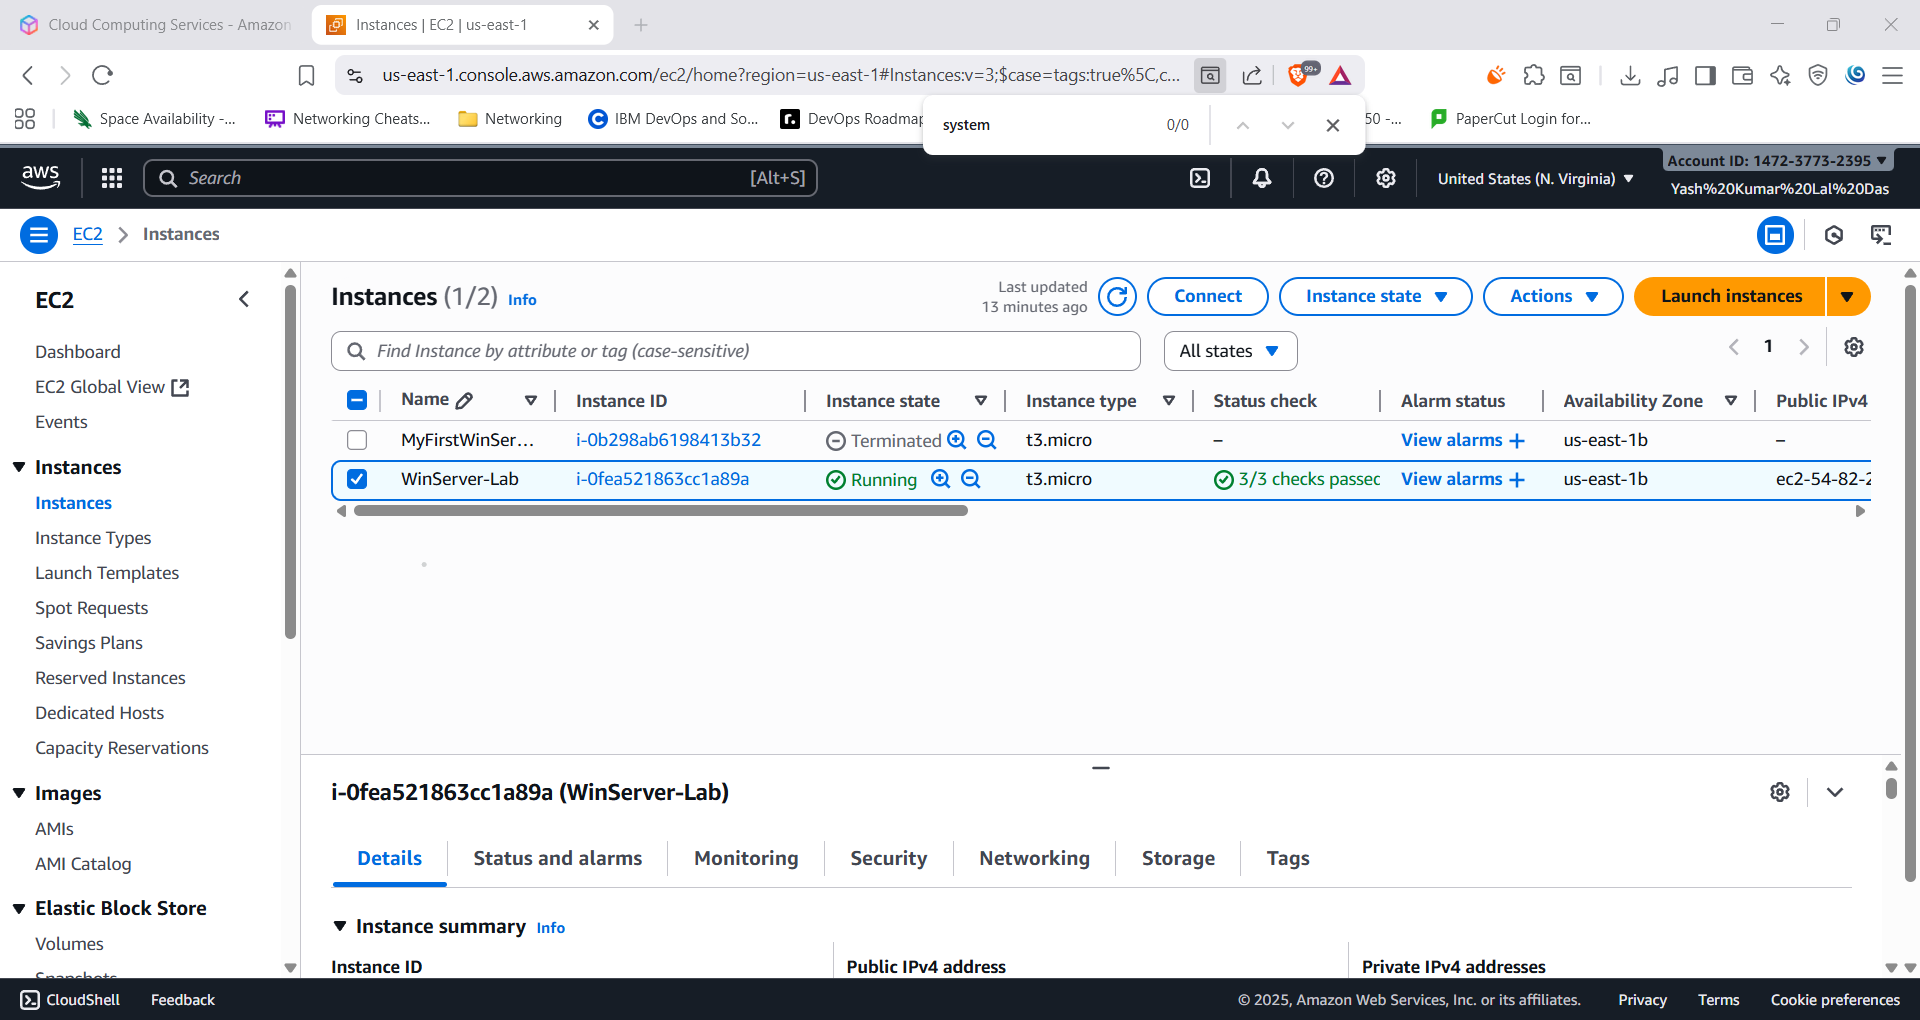 Cloud Computing Services - Amazon
Instances | EC2 | us-east-1
us-east-1.console.aws.amazon.com/ec2/home?region=us-east-1#Instances:v=3;$case=tags:true%5C,c...
99+
Space Availability -...
Networking Cheats...
Networking
IBM DevOps and So...
DevOps Roadmap
50 -...
PaperCut Login for...
system
0/0
aws
Search
[Alt+S]
United States (N. Virginia)
Account ID: 1472-3773-2395
Yash%20Kumar%20Lal%20Das
EC2
Instances
EC2
Dashboard
EC2 Global View
Events
Instances
Instances
Instance Types
Launch Templates
Spot Requests
Savings Plans
Reserved Instances
Dedicated Hosts
Capacity Reservations
Images
AMIs
AMI Catalog
Elastic Block Store
Volumes
Snapshots
Instances (1/2) Info
Last updated
13 minutes ago
Connect
Instance state
Actions
Launch instances
Find Instance by attribute or tag (case-sensitive)
All states
1
Name Instance ID Instance state Instance type Status check Alarm status Availability Zone Public IPv4
MyFirstWinSer... i-0b298ab6198413b32 Terminated t3.micro – View alarms + us-east-1b –
WinServer-Lab i-0fea521863cc1a89a Running t3.micro 3/3 checks passec View alarms + us-east-1b ec2-54-82-2
i-0fea521863cc1a89a (WinServer-Lab)
Details Status and alarms Monitoring Security Networking Storage Tags
Instance summary Info
Instance ID Public IPv4 address Private IPv4 addresses
CloudShell Feedback © 2025, Amazon Web Services, Inc. or its affiliates. Privacy Terms Cookie preferences